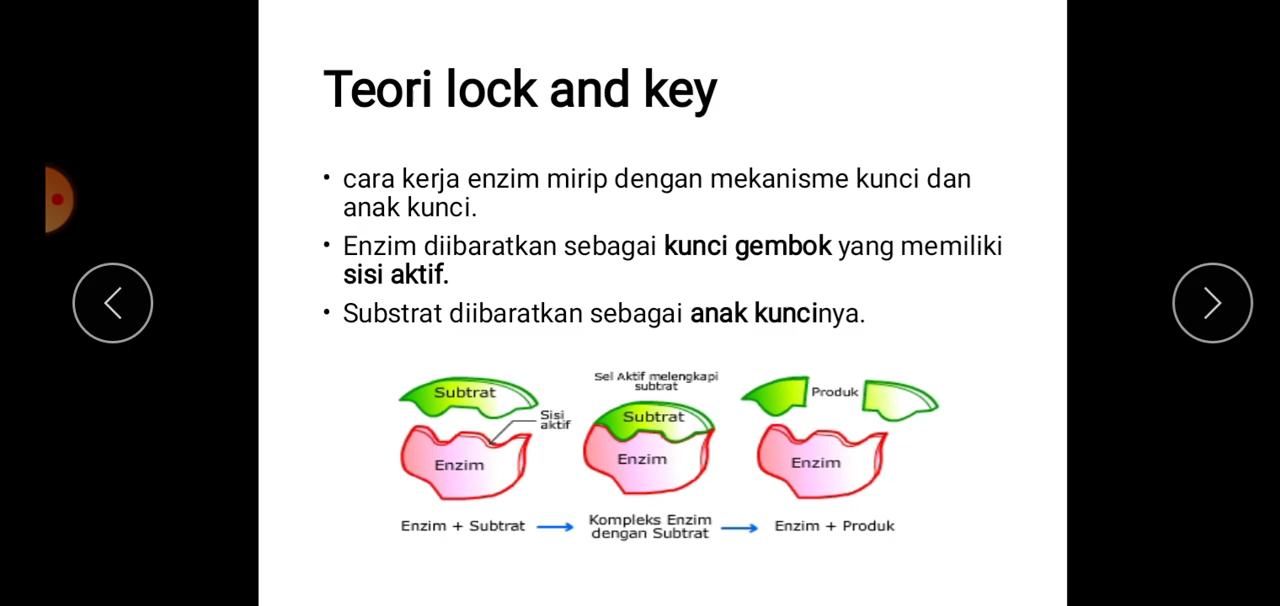 Teori lock and key
• cara kerja enzim mirip dengan mekanisme kunci dan
anak kunci.
• Enzim diibaratkan sebagai kunci gembok yang memiliki
sisi aktif.
• Substrat diibaratkan sebagai anak kuncinya.
Subtrat
Sisi
aktif
Enzim
Enzim + Subtrat
Sel Aktif melengkapi
subtrat
Subtrat
Enzim
Kompleks Enzim
dengan Subtrat
Produk
Enzim
Enzim + Produk